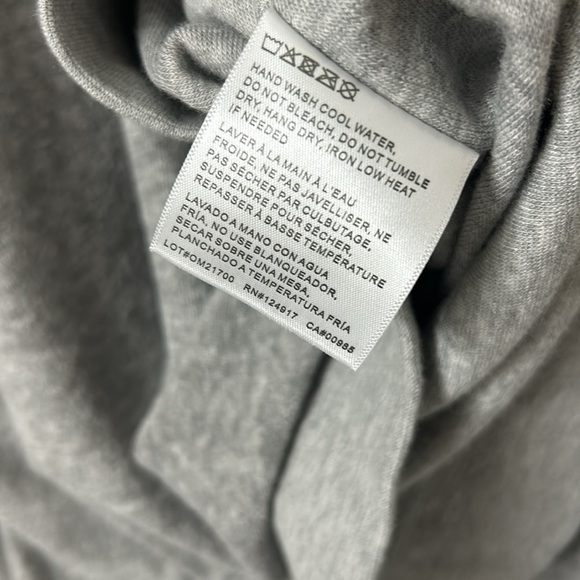 HAND WASH COOL WATER,
DO NOT BLEACH, DO NOT TUMBLE
DRY, HANG DRY, IRON LOW HEAT
IF NEEDED
LAVER À LA MAIN À L'EAU
FROIDE, NE PAS JAVELLISER, NE
PAS SÉCHER PAR CULBUTAGE,
SUSPENDRE POUR SÉCHER,
REPASSER À BASSE TEMPÉRATURE
LAVADO A MANO CON AGUA
FRÍA, NO USE BLANQUEADOR,
SECAR SOBRE UNA MESA,
PLANCHADO A TEMPERATURA FRÍA
LOT#OM21700 RN#124917 CA#00985